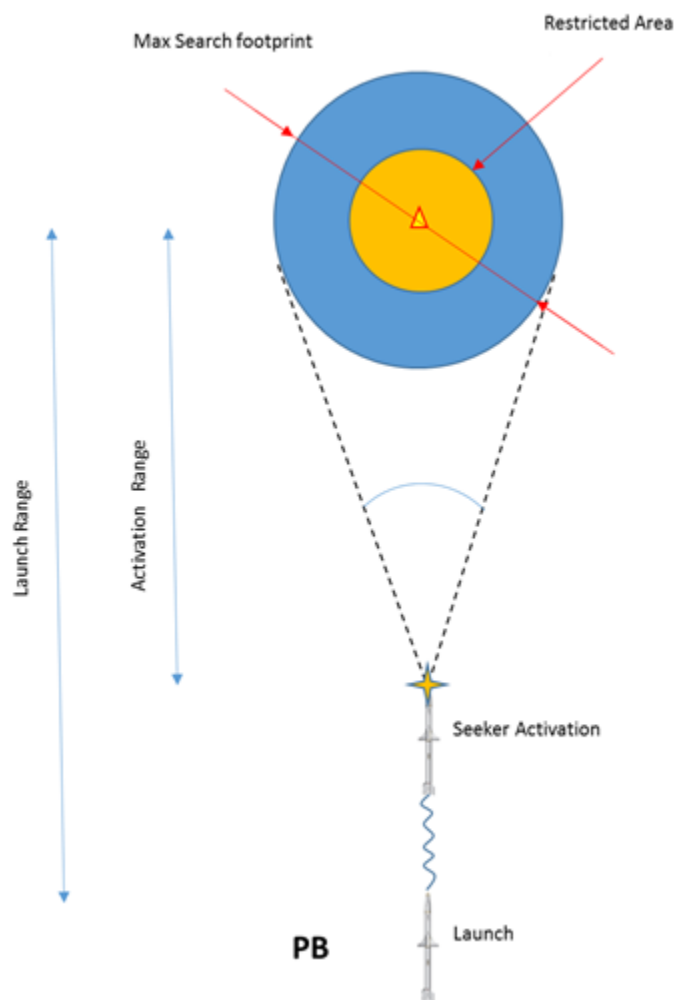 Restricted Area
Max Search footprint
Launch Range
Activation Range
Seeker Activation
Launch
PB